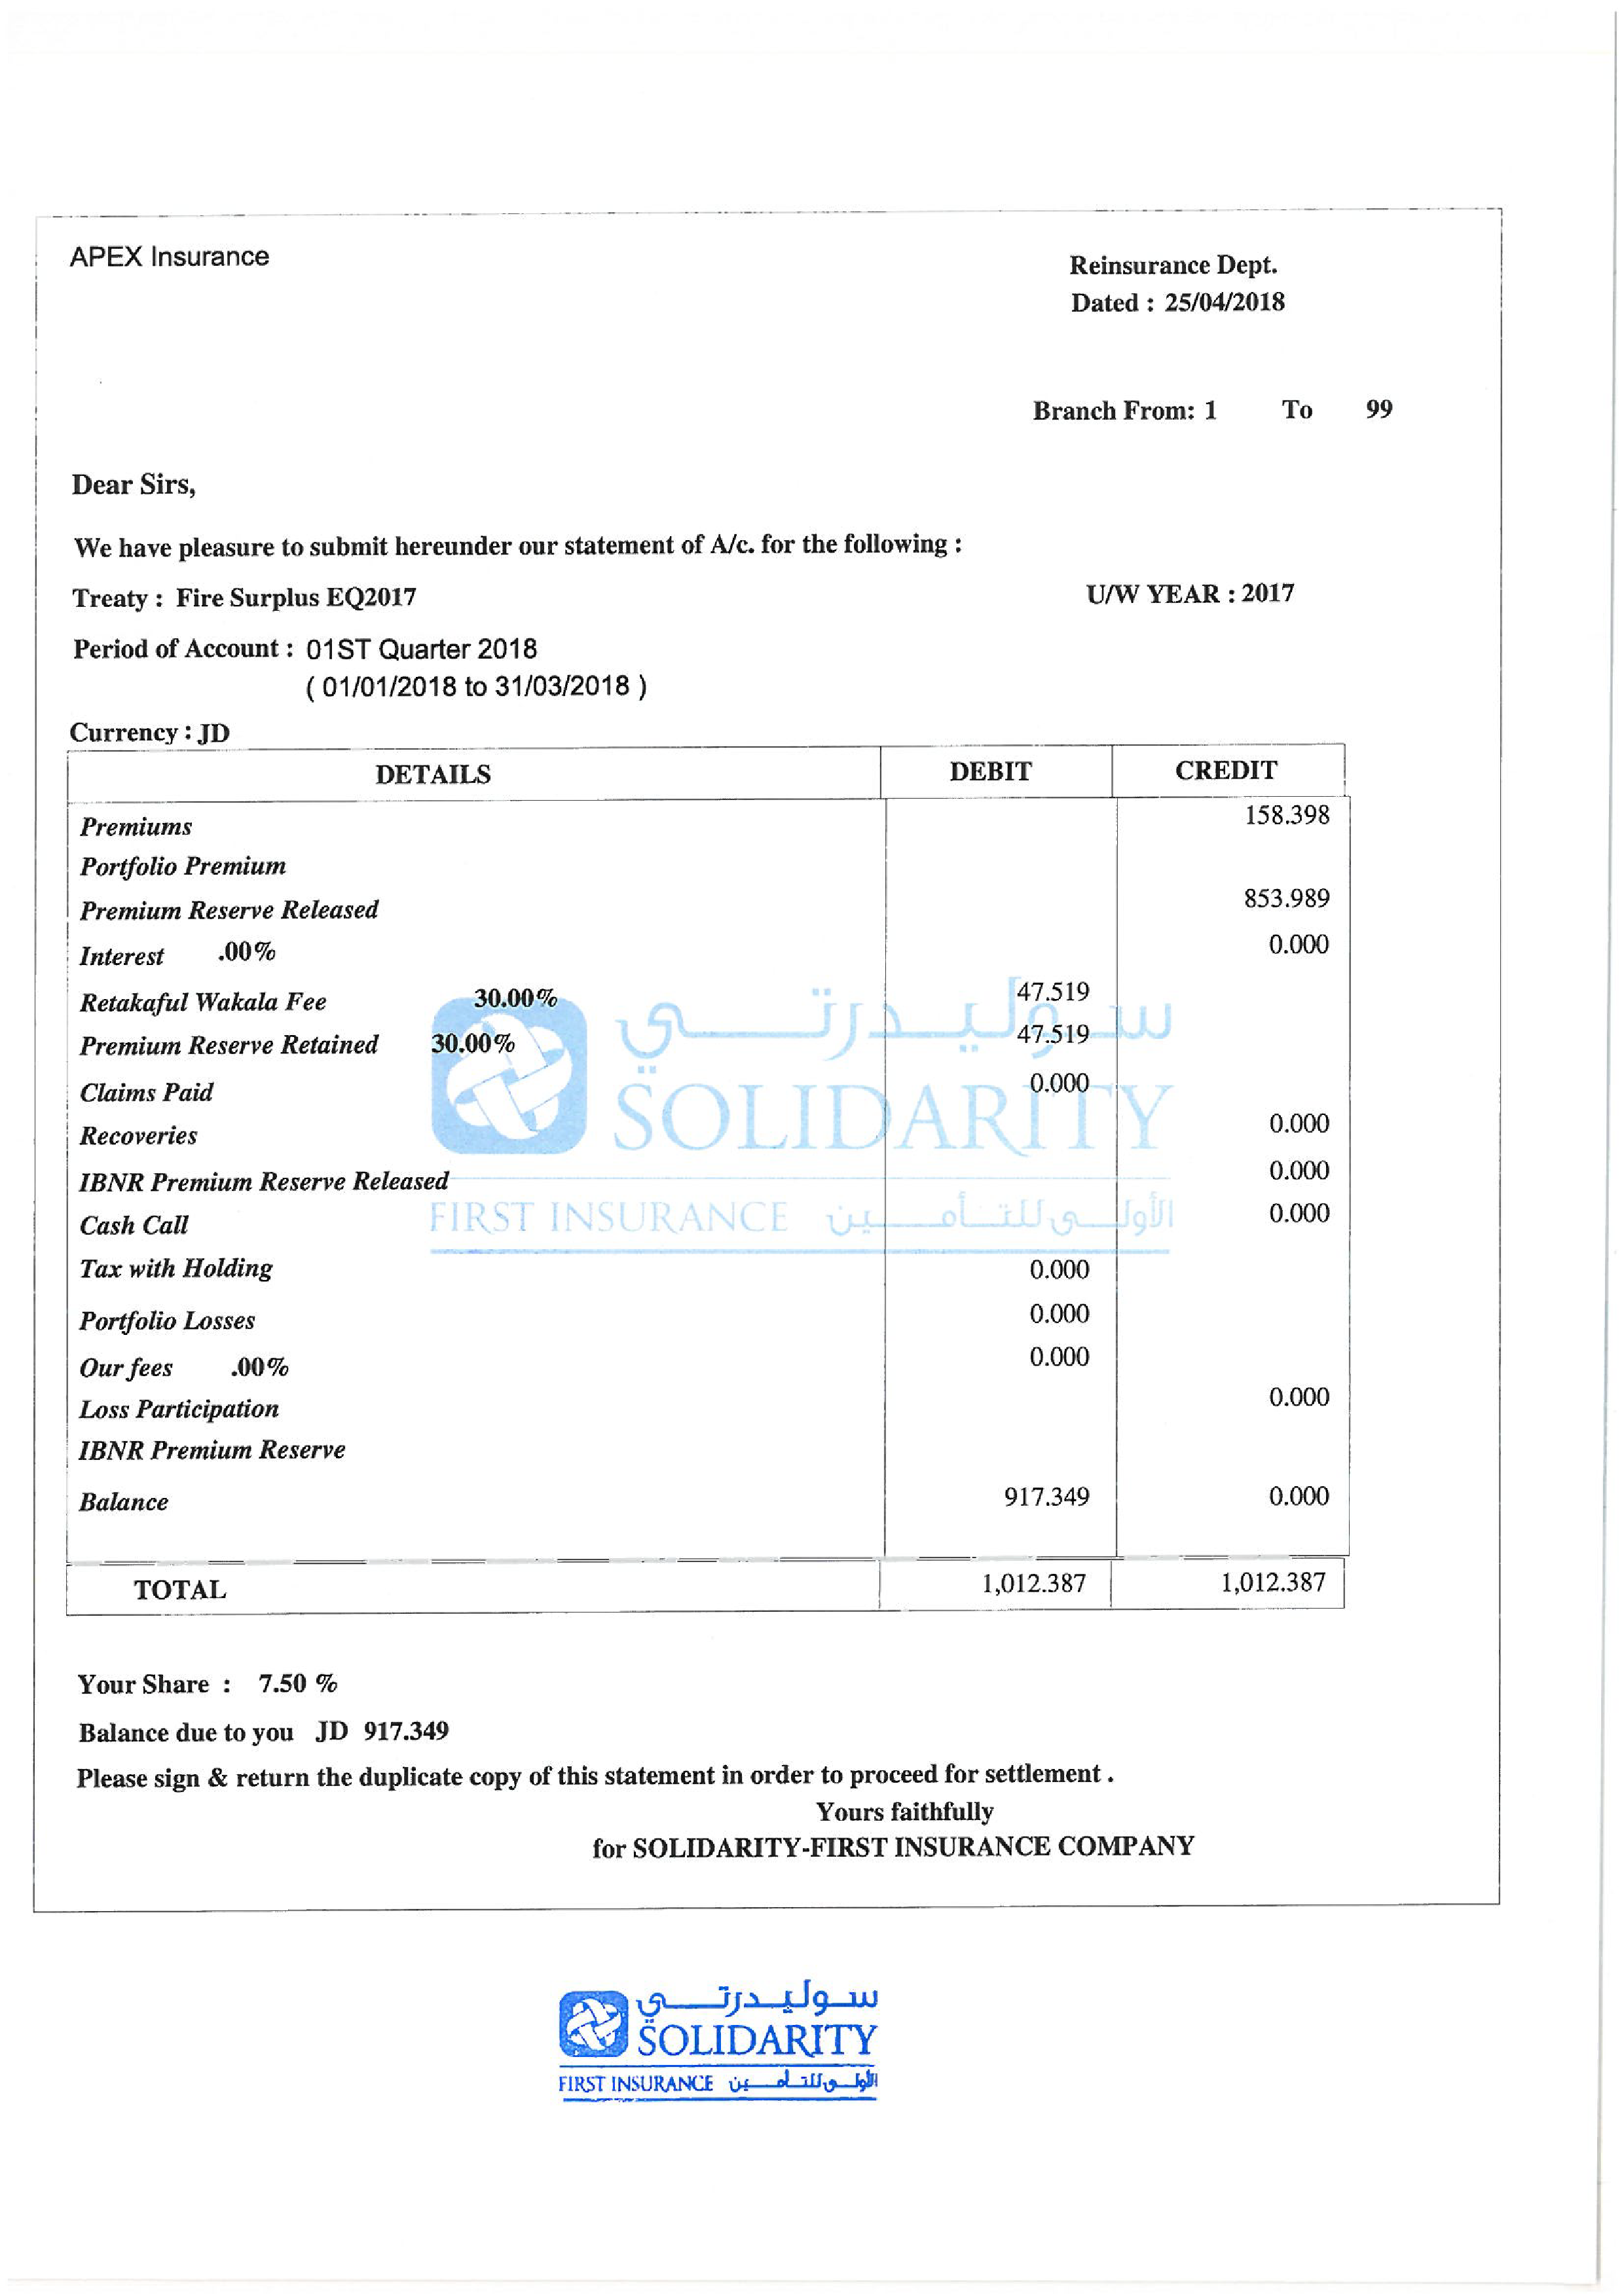 APEX Insurance
Reinsurance Dept.
Dated : 25/04/2018
Branch From: 1 To 99
Dear Sirs,
We have pleasure to submit hereunder our statement of A/c. for the following :
Treaty : Fire Surplus EQ2017 U/W YEAR : 2017
Period of Account : 01ST Quarter 2018
( 01/01/2018 to 31/03/2018 )
Currency : JD
DETAILS DEBIT CREDIT
Premiums 158.398
Portfolio Premium
Premium Reserve Released 853.989
Interest .00% 0.000
Retakaful Wakala Fee 30.00% 47.519
Premium Reserve Retained 30.00% 47.519
Claims Paid 0.000
Recoveries 0.000
IBNR Premium Reserve Released 0.000
Cash Call 0.000
Tax with Holding 0.000
Portfolio Losses 0.000
Our fees .00% 0.000
Loss Participation 0.000
IBNR Premium Reserve
Balance 917.349 0.000
TOTAL 1,012.387 1,012.387
سوليدرتي
SOLIDARITY
FIRST INSURANCE الأولى للتأمين
Your Share : 7.50 %
Balance due to you JD 917.349
Please sign & return the duplicate copy of this statement in order to proceed for settlement .
Yours faithfully
for SOLIDARITY-FIRST INSURANCE COMPANY
سوليدرتي
SOLIDARITY
FIRST INSURANCE الأولى للتأمين